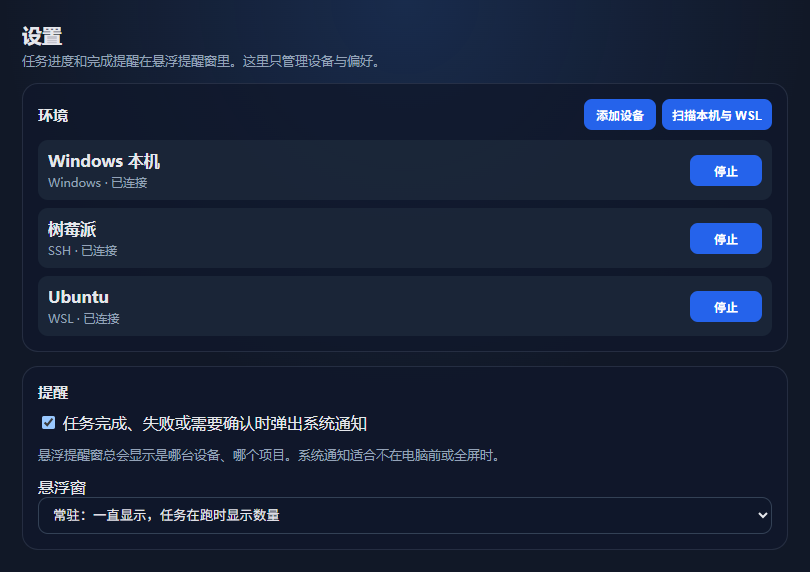 设置
任务进度和完成提醒在悬浮提醒窗里。这里只管理设备与偏好。
环境
添加设备
扫描本机与 WSL
Windows 本机
Windows · 已连接
停止
树莓派
SSH · 已连接
停止
Ubuntu
WSL · 已连接
停止
提醒
任务完成、失败或需要确认时弹出系统通知
悬浮提醒窗总会显示是哪台设备、哪个项目。系统通知适合不在电脑前或全屏时。
悬浮窗
常驻：一直显示，任务在跑时显示数量